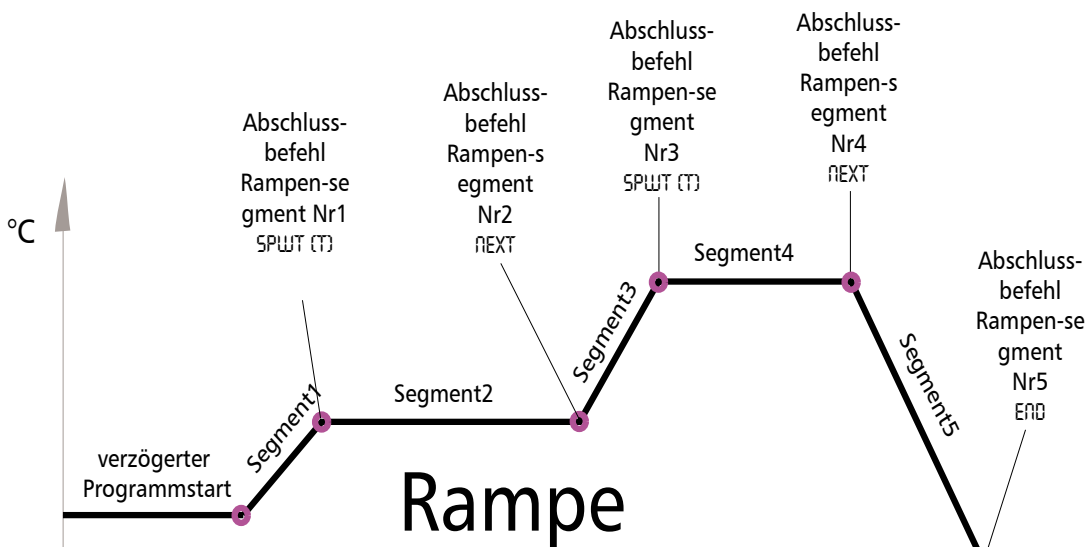 Abschluss-
befehl
Rampen-se
gment Nr1
SPWT (T)
Abschluss-
befehl
Rampen-s
egment
Nr2
NEXT
Abschluss-
befehl
Rampen-se
gment
Nr3
SPWT (T)
Abschluss-
befehl
Rampen-s
egment
Nr4
NEXT
Abschluss-
befehl
Rampen-se
gment
Nr5
END
°C
verzögerter
Programmstart
Segment1
Segment2
Segment3
Segment4
Segment5
Rampe